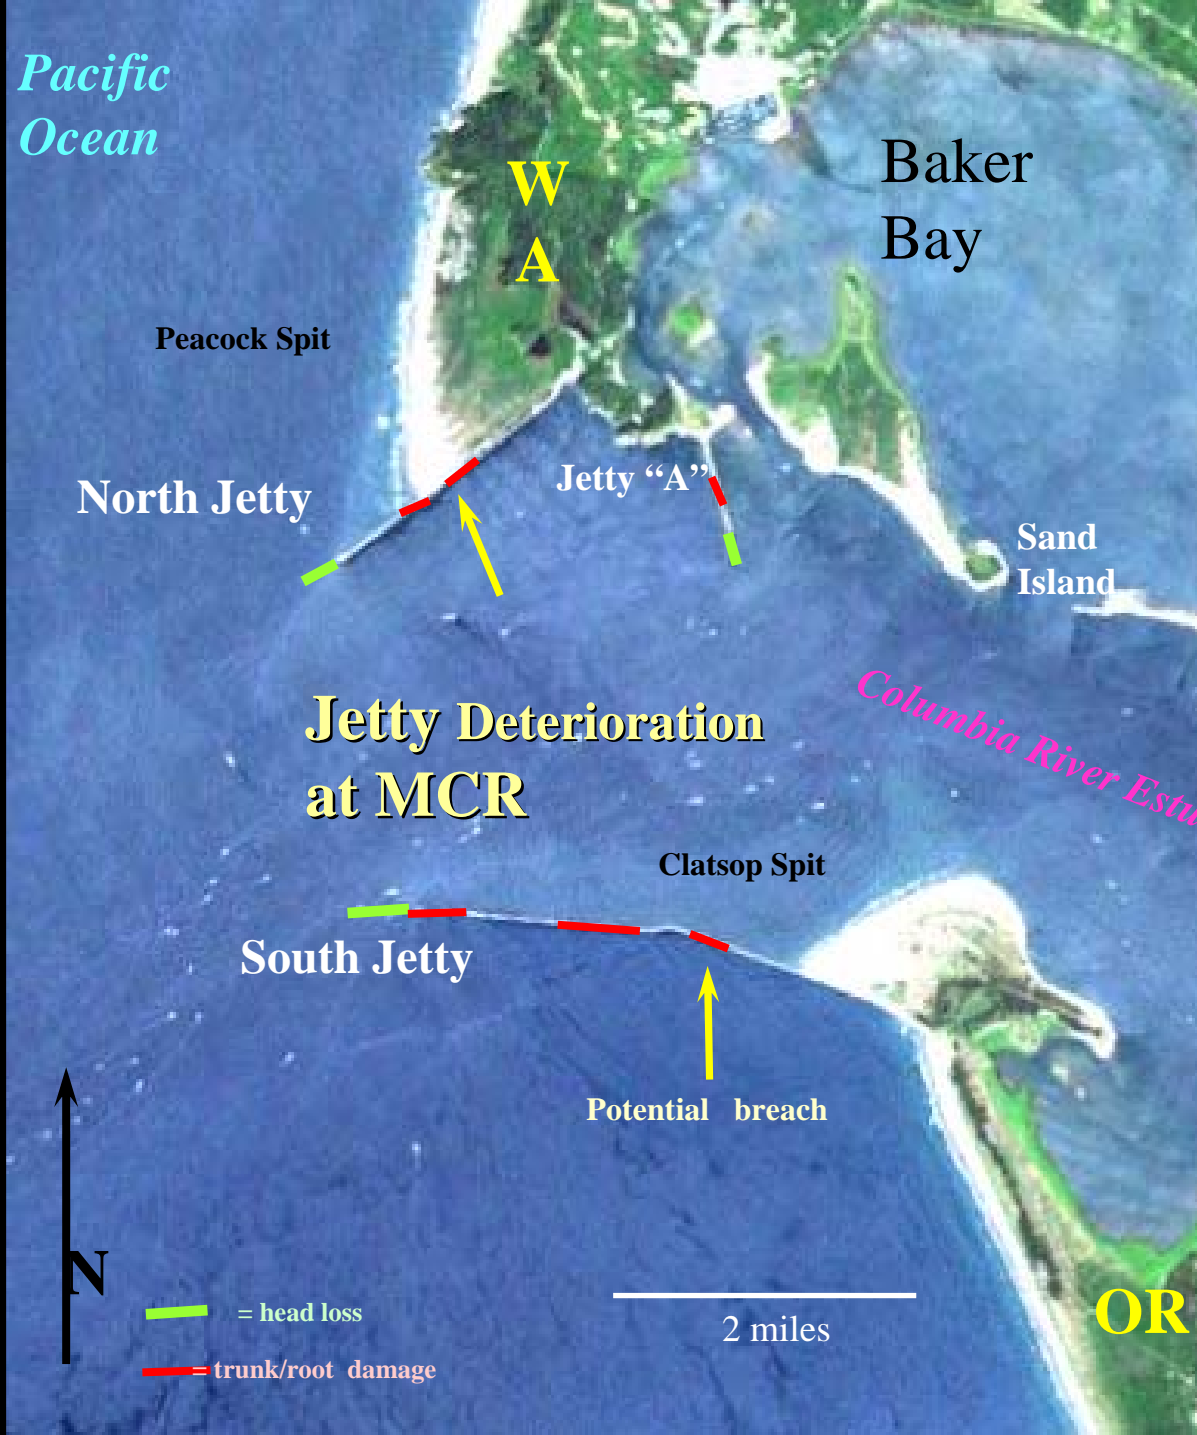 Pacific
Ocean
Baker
Bay
W
A
Peacock Spit
North Jetty
Jetty “A”
Sand
Island
Columbia River Estu
Jetty Deterioration
at MCR
Clatsop Spit
South Jetty
Potential breach
N
= head loss
= trunk/root damage
2 miles
OR